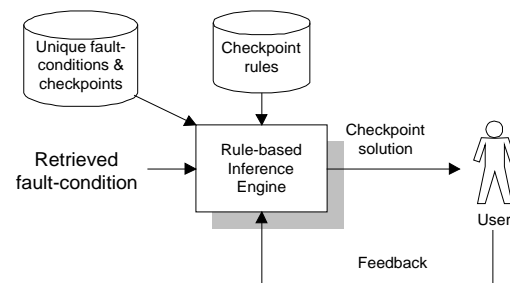 Unique fault-
conditions &
checkpoints
Checkpoint
rules
Retrieved
fault-condition
Rule-based
Inference
Engine
Checkpoint
solution
User
Feedback